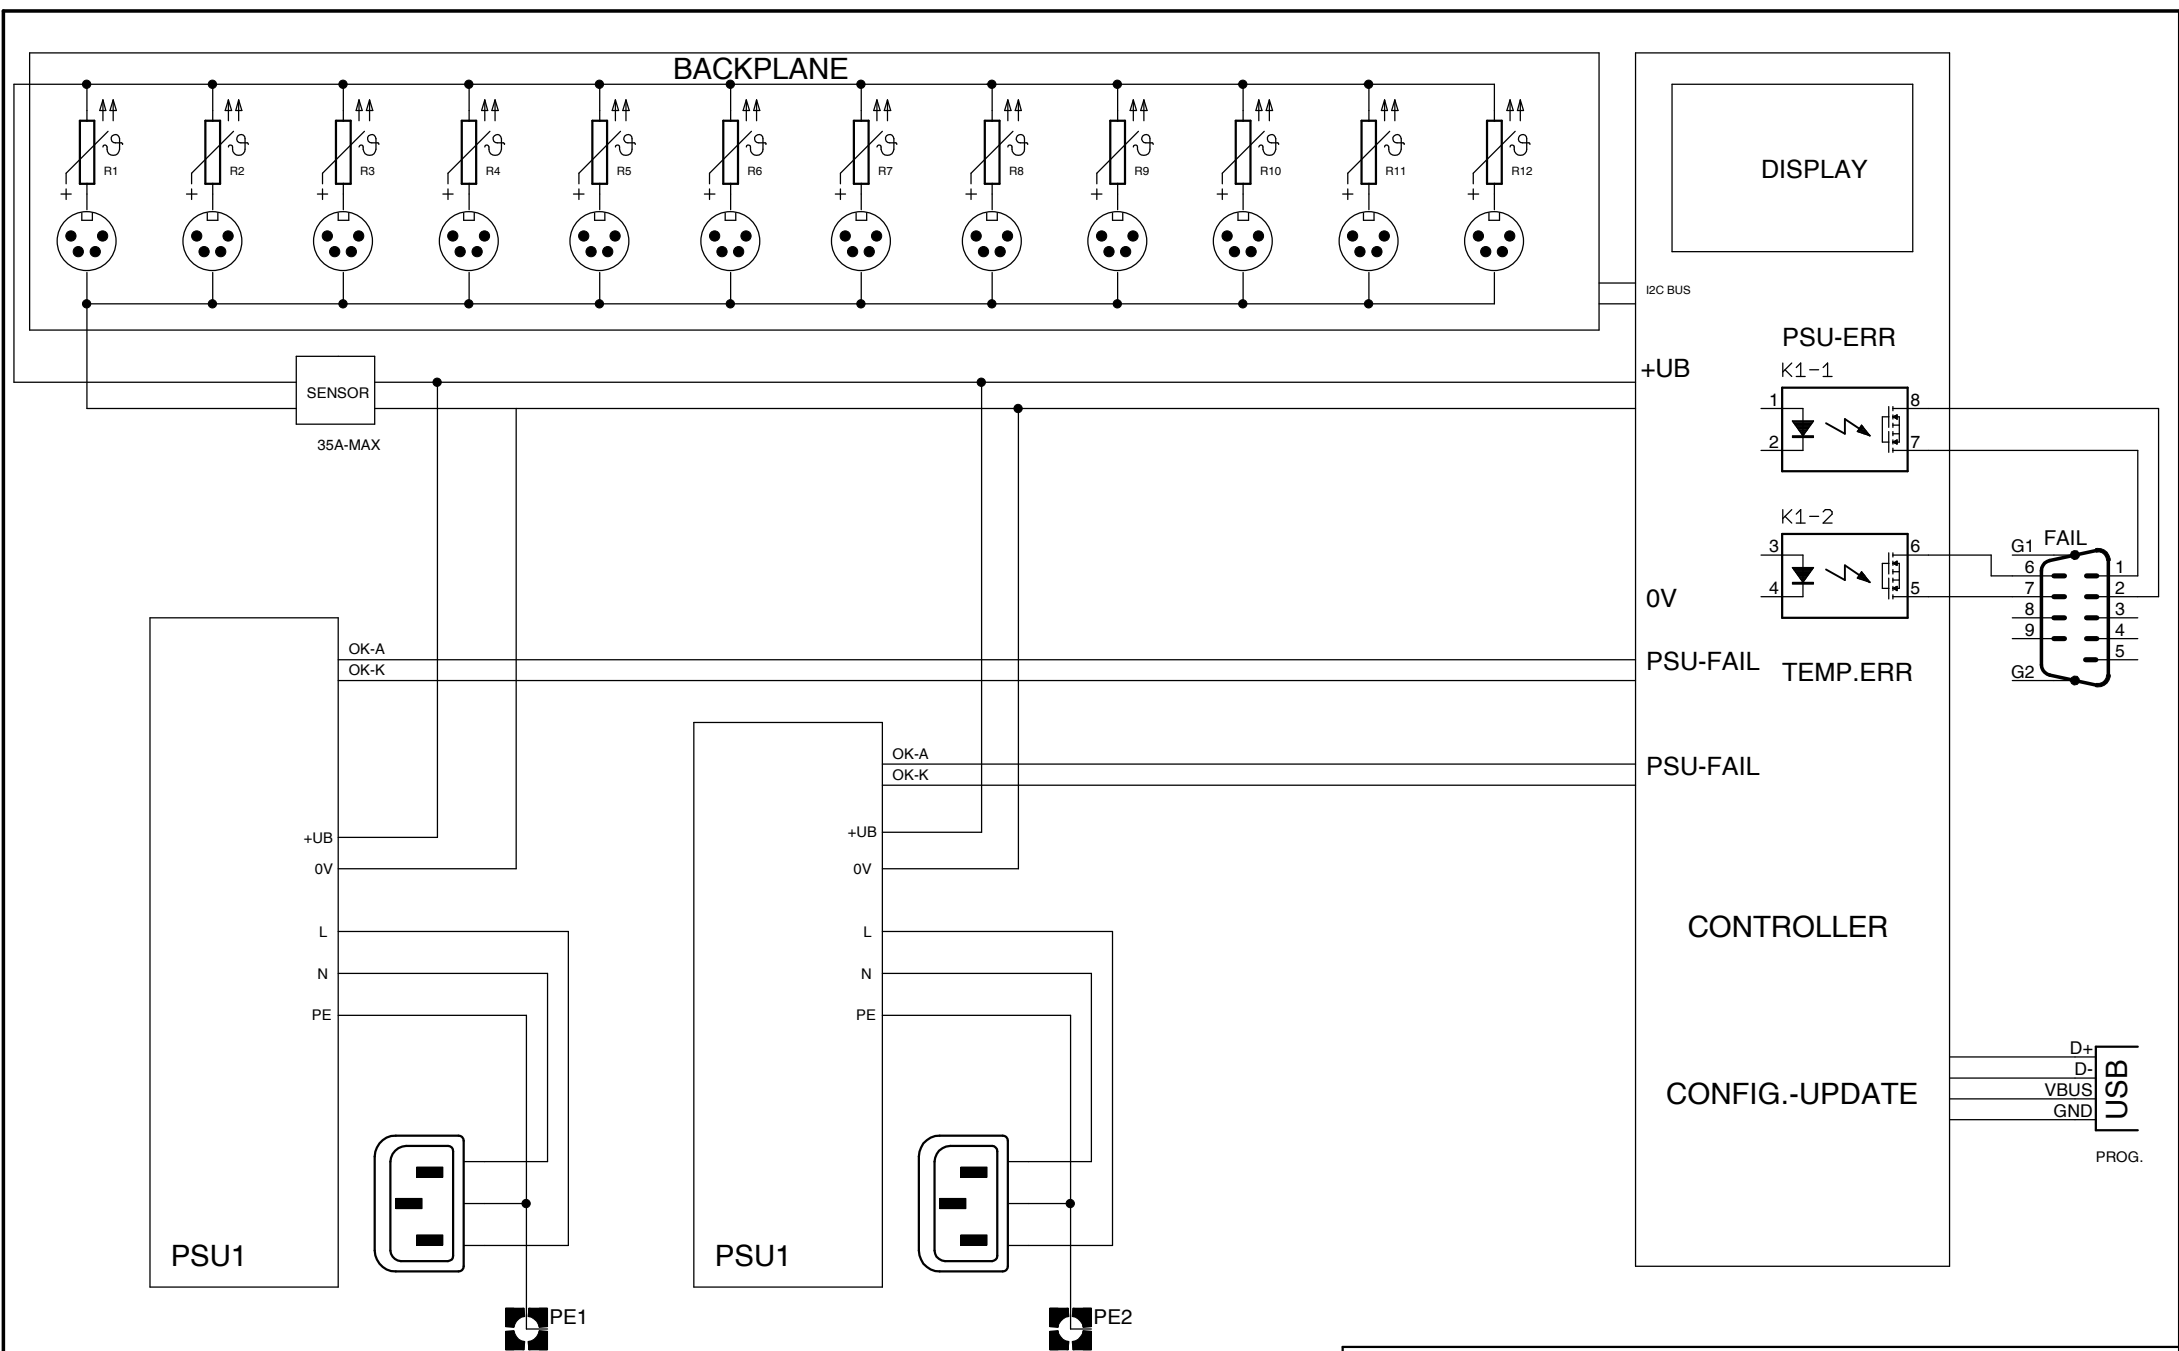 BACKPLANE
R1 R2 R3 R4 R5 R6 R7 R8 R9 R10 R11 R12
+ + + + + + + + + + + +
DISPLAY
I2C BUS
PSU-ERR
+UB
K1-1
SENSOR
1 8
2 7
35A-MAX
K1-2
FAIL
3 6
G1
4 5
6 1
7 2
8 3
9 4
5
G2
0V
OK-A
OK-K
PSU-FAIL
TEMP.ERR
OK-A
OK-K
PSU-FAIL
+UB
0V
L
N
PE
+UB
0V
L
N
PE
CONTROLLER
CONFIG.-UPDATE
D+
D-
VBUS
GND
USB
PROG.
PSU1
PSU1
PE1
PE2